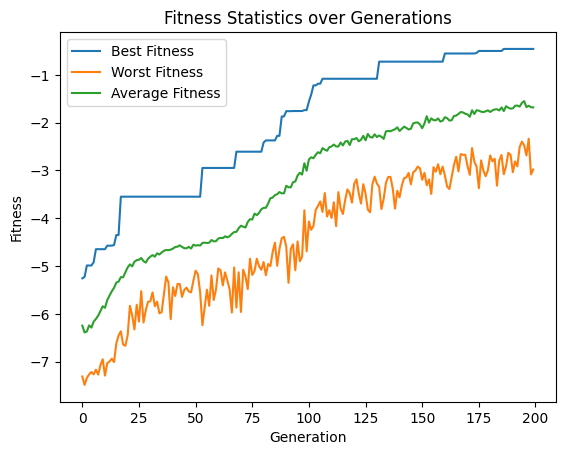 Fitness Statistics over Generations
Best Fitness
Worst Fitness
Average Fitness
−1
−2
−3
−4
−5
−6
−7
Fitness
0 25 50 75 100 125 150 175 200
Generation